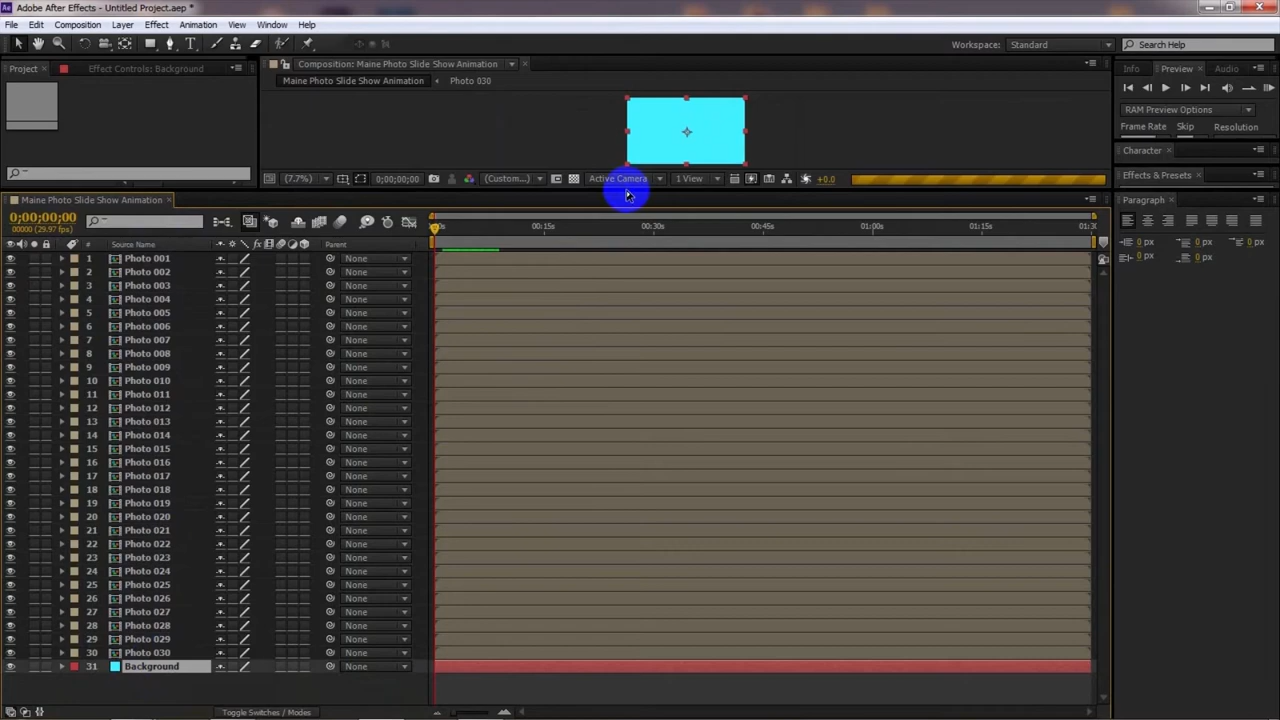 Adobe After Effects - Untitled Project.aep *
File Edit Composition Layer Effect Animation View Window Help
Workspace: Standard Search Help
Project Effect Controls: Background Composition: Maine Photo Slide Show Animation Info Preview Audio
Maine Photo Slide Show Animation Photo 030
RAM Preview Options
Frame Rate Skip Resolution
Character
(7.7%) 0;00;00;00 (Custom... Active Camera 1 View +0.0 Effects & Presets
Maine Photo Slide Show Animation Paragraph
0;00;00;00
00000 (29.97 fps)
00:15s 00:30s 00:45s 01:00s 01:15s 01:30
# Source Name Parent
0 px 0 px 0 px
0 px 0 px
1 Photo 001 None
2 Photo 002 None
3 Photo 003 None
4 Photo 004 None
5 Photo 005 None
6 Photo 006 None
7 Photo 007 None
8 Photo 008 None
9 Photo 009 None
10 Photo 010 None
11 Photo 011 None
12 Photo 012 None
13 Photo 013 None
14 Photo 014 None
15 Photo 015 None
16 Photo 016 None
17 Photo 017 None
18 Photo 018 None
19 Photo 019 None
20 Photo 020 None
21 Photo 021 None
22 Photo 022 None
23 Photo 023 None
24 Photo 024 None
25 Photo 025 None
26 Photo 026 None
27 Photo 027 None
28 Photo 028 None
29 Photo 029 None
30 Photo 030 None
31 Background None
Toggle Switches / Modes